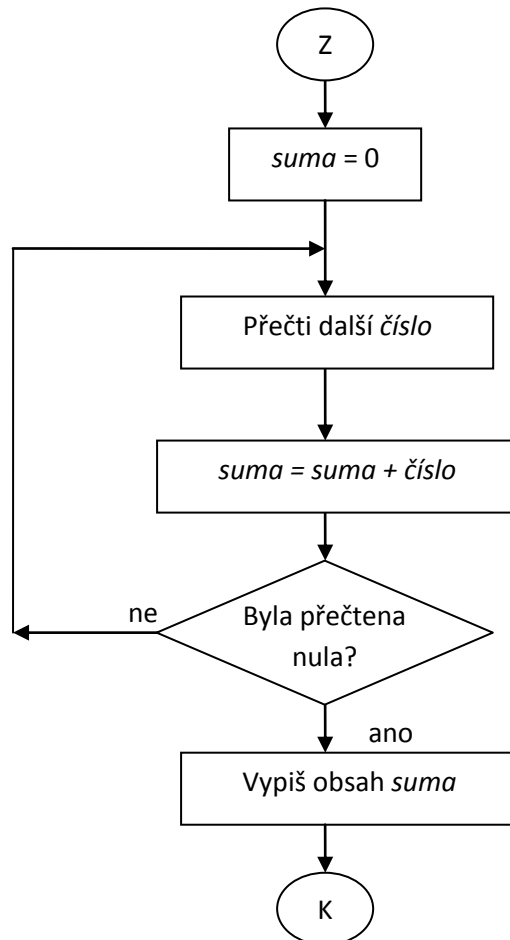 Z
suma = 0
Přečti další číslo
suma = suma + číslo
ne
Byla přečtena
nula?
ano
Vypiš obsah suma
K